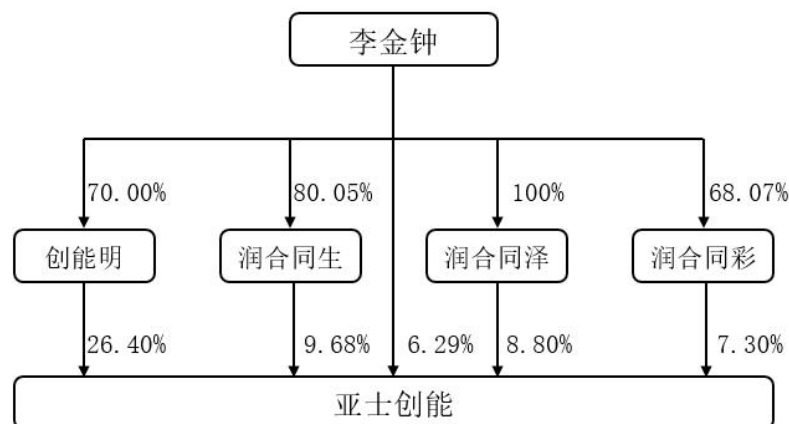 李金钟
70.00%
80.05%
100%
68.07%
创能明
润合同生
润合同泽
润合同彩
26.40%
9.68%
6.29%
8.80%
7.30%
亚士创能